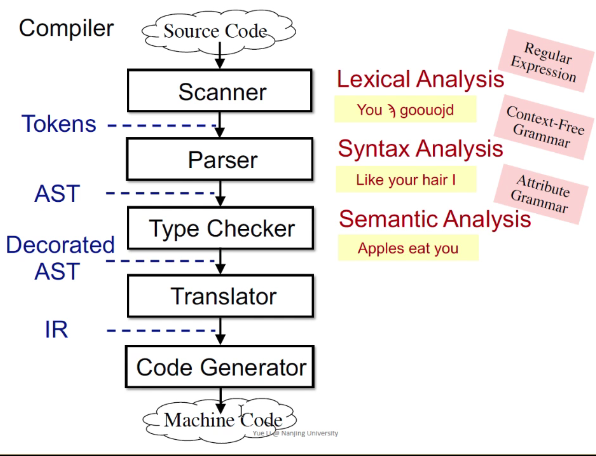 Compiler
Source Code
Scanner
Lexical Analysis
Regular
Expression
You ʠ goouojd
Tokens
Context-Free
Grammar
Parser
Syntax Analysis
Like your hair I
AST
Attribute
Grammar
Type Checker
Semantic Analysis
Apples eat you
Decorated
AST
Translator
IR
Code Generator
Machine Code
Yue Li @ Nanjing University